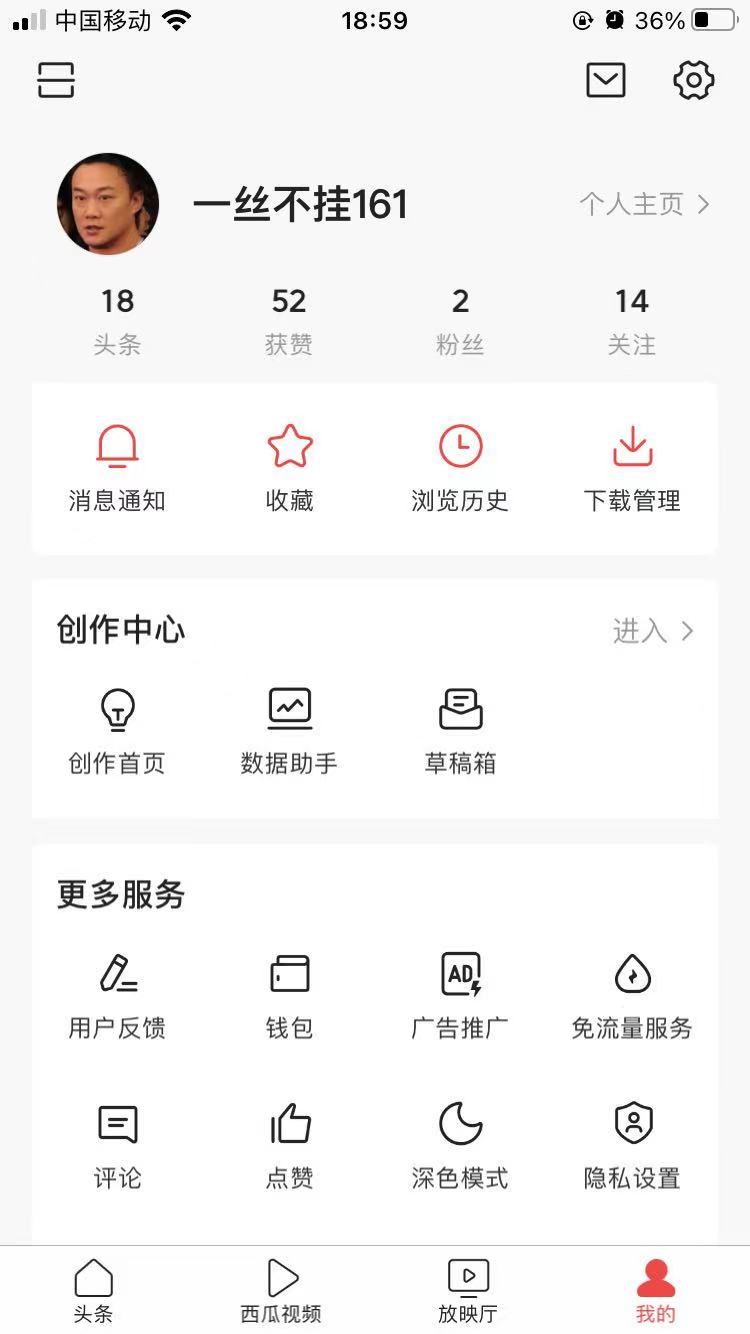 中国移动 18:59 36%
一丝不挂161 个人主页
18 52 2 14
头条 获赞 粉丝 关注
消息通知 收藏 浏览历史 下载管理
创作中心 进入
创作首页 数据助手 草稿箱
更多服务
AD
用户反馈 钱包 广告推广 免流量服务
评论 点赞 深色模式 隐私设置
头条 西瓜视频 放映厅 我的